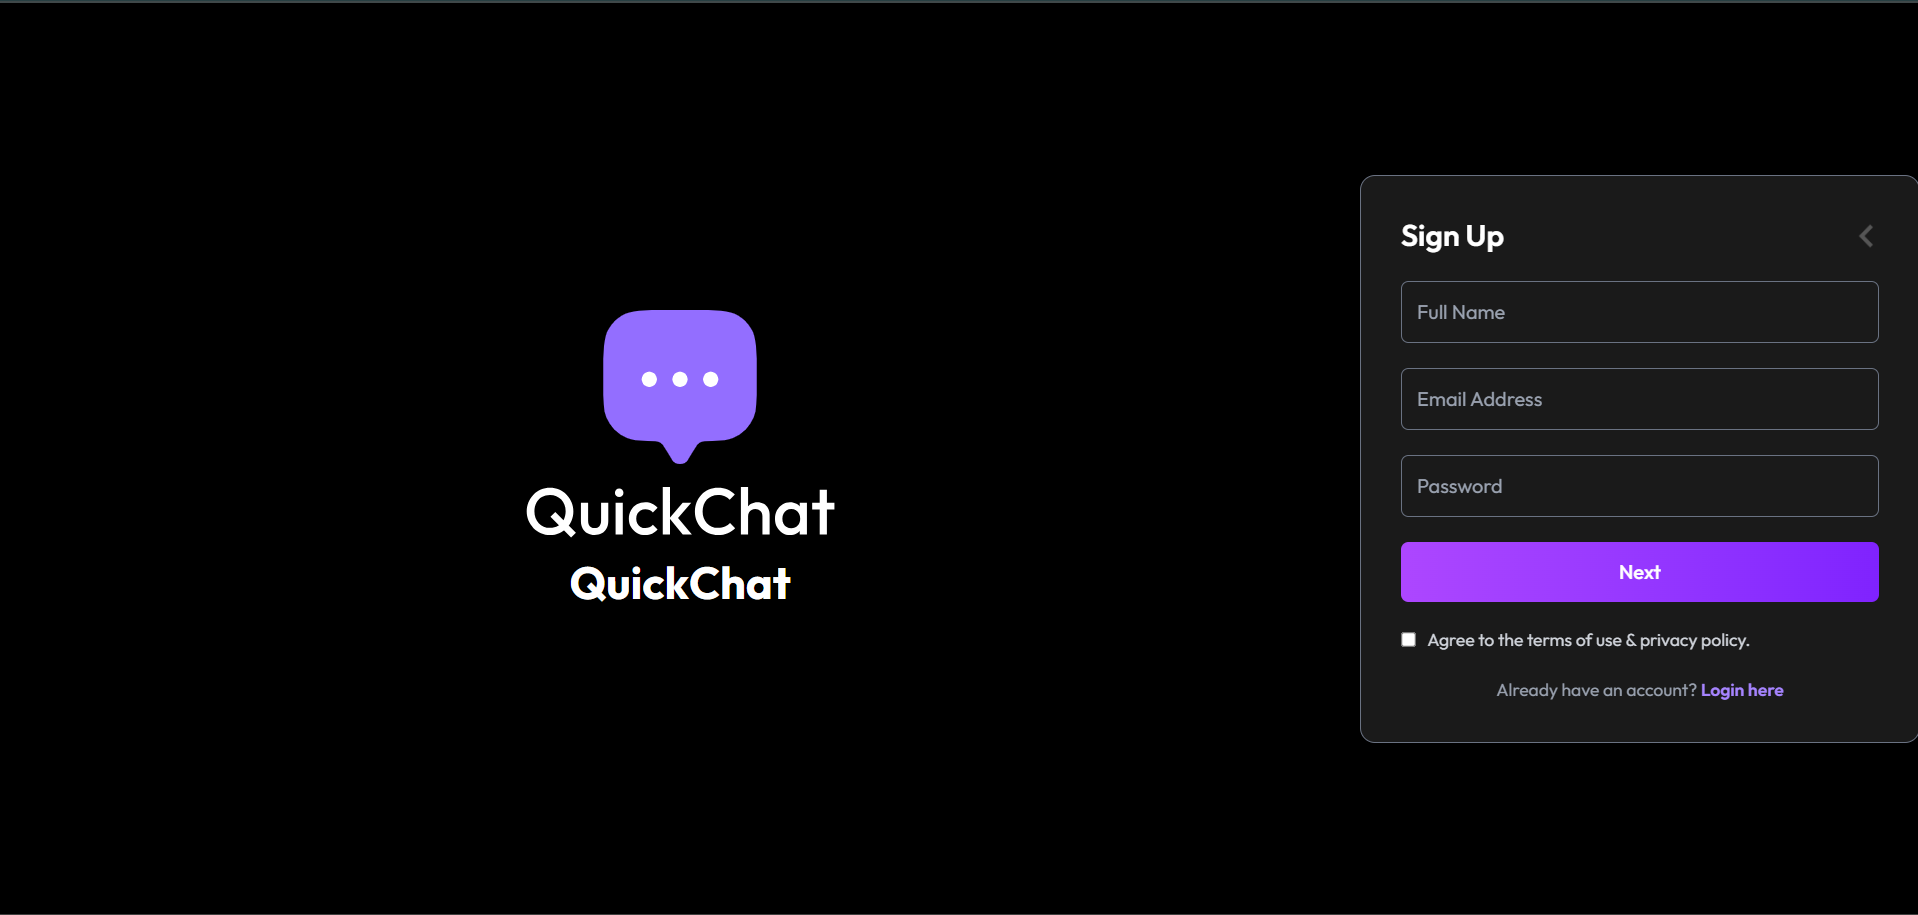 QuickChat
QuickChat
Sign Up
Full Name
Email Address
Password
Next
Agree to the terms of use & privacy policy.
Already have an account? Login here